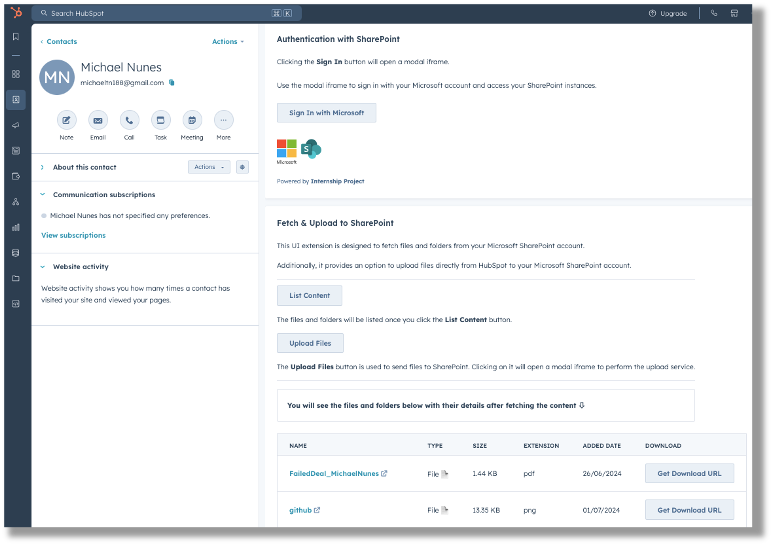 Search HubSpot
⌘ K
Upgrade
Contacts
Actions
MN
Michael Nunes
michaeltn188@gmail.com
Note Email Call Task Meeting More
About this contact
Actions
Communication subscriptions
Michael Nunes has not specified any preferences.
View subscriptions
Website activity
Website activity shows you how many times a contact has
visited your site and viewed your pages.
Authentication with SharePoint
Clicking the Sign In button will open a modal iframe.
Use the modal iframe to sign in with your Microsoft account and access your SharePoint instances.
Sign In with Microsoft
S
Microsoft
Powered by Internship Project
Fetch & Upload to SharePoint
This UI extension is designed to fetch files and folders from your Microsoft SharePoint account.
Additionally, it provides an option to upload files directly from HubSpot to your Microsoft SharePoint account.
List Content
The files and folders will be listed once you click the List Content button.
Upload Files
The Upload Files button is used to send files to SharePoint. Clicking on it will open a modal iframe to perform the upload service.
You will see the files and folders below with their details after fetching the content
NAME TYPE SIZE EXTENSION ADDED DATE DOWNLOAD
FailedDeal_MichaelNunes File 1.44 KB pdf 26/06/2024 Get Download URL
github File 13.35 KB png 01/07/2024 Get Download URL